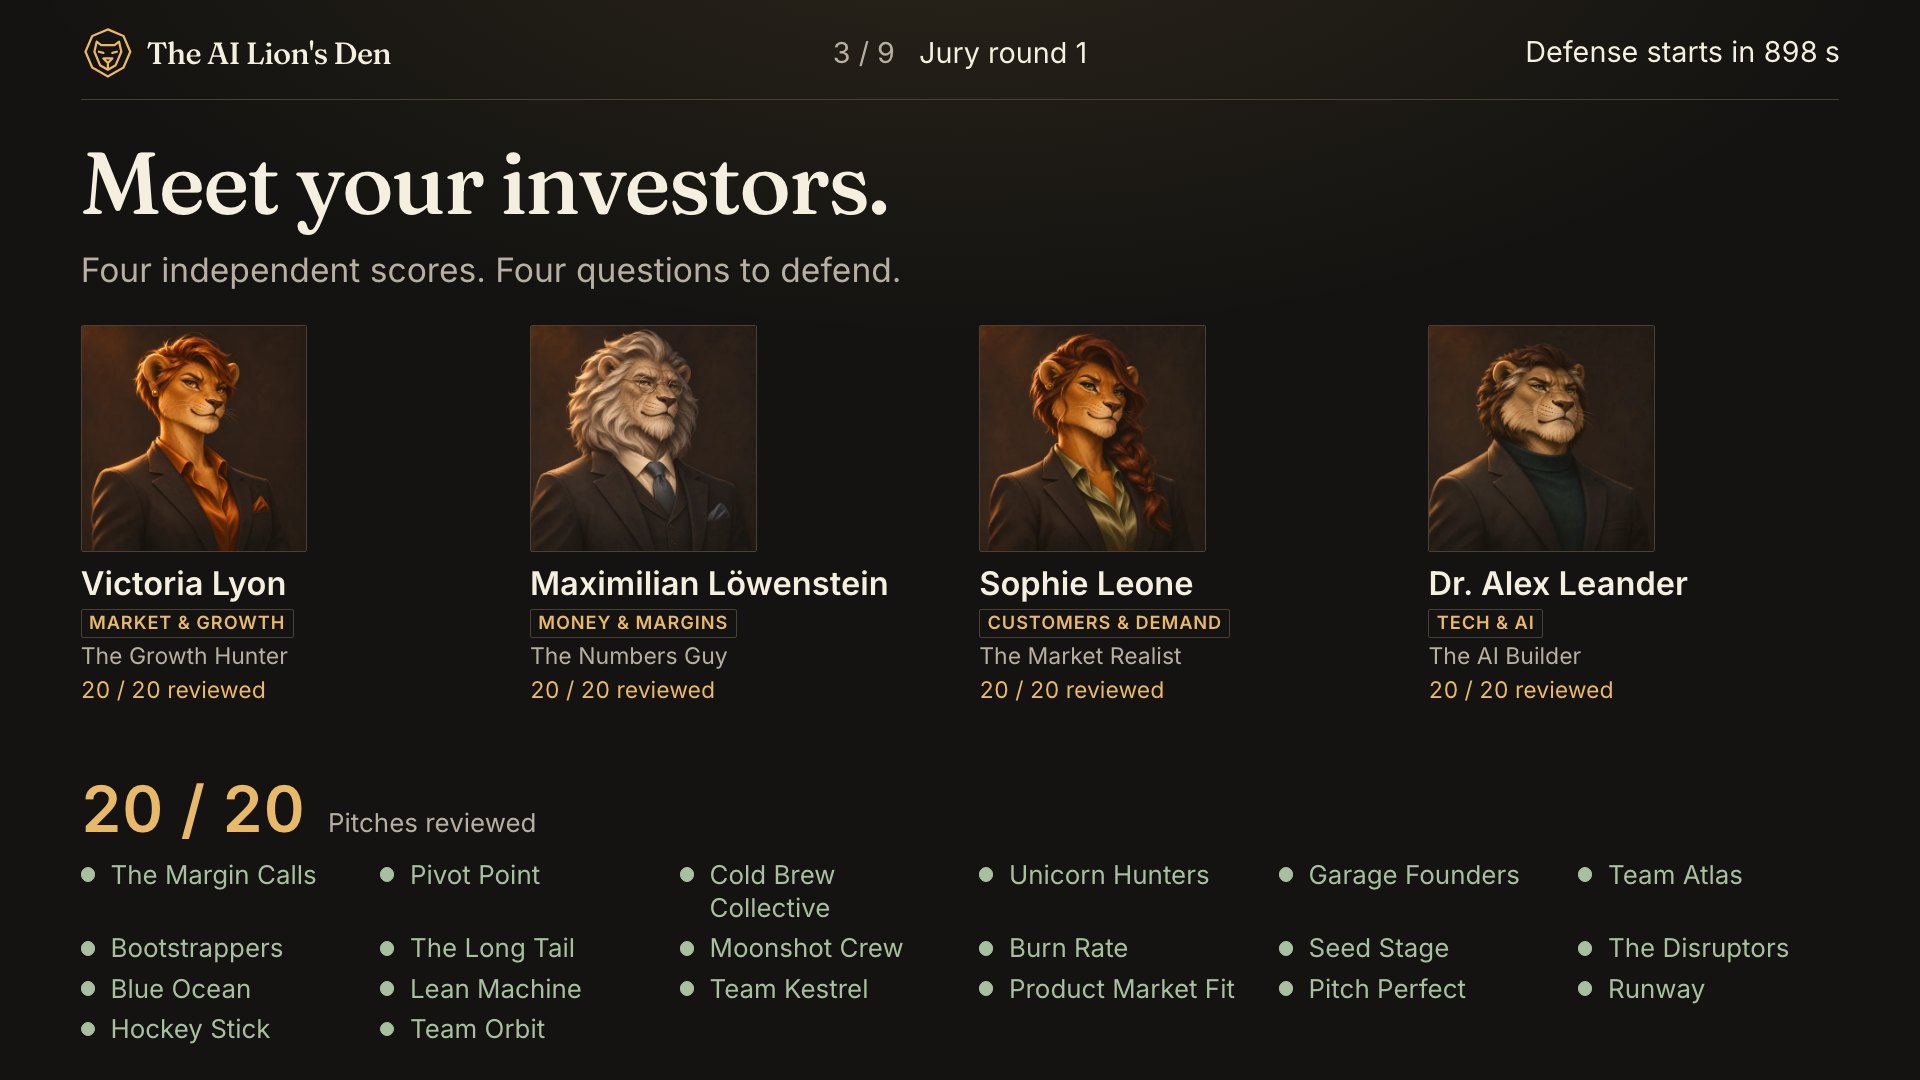 The AI Lion's Den
3 / 9 Jury round 1
Defense starts in 898 s
Meet your investors.
Four independent scores. Four questions to defend.
Victoria Lyon
MARKET & GROWTH
The Growth Hunter
20 / 20 reviewed
Maximilian Löwenstein
MONEY & MARGINS
The Numbers Guy
20 / 20 reviewed
Sophie Leone
CUSTOMERS & DEMAND
The Market Realist
20 / 20 reviewed
Dr. Alex Leander
TECH & AI
The AI Builder
20 / 20 reviewed
20 / 20 Pitches reviewed
The Margin Calls
Pivot Point
Cold Brew
Collective
Unicorn Hunters
Garage Founders
Team Atlas
Bootstrappers
The Long Tail
Moonshot Crew
Burn Rate
Seed Stage
The Disruptors
Blue Ocean
Lean Machine
Team Kestrel
Product Market Fit
Pitch Perfect
Runway
Hockey Stick
Team Orbit